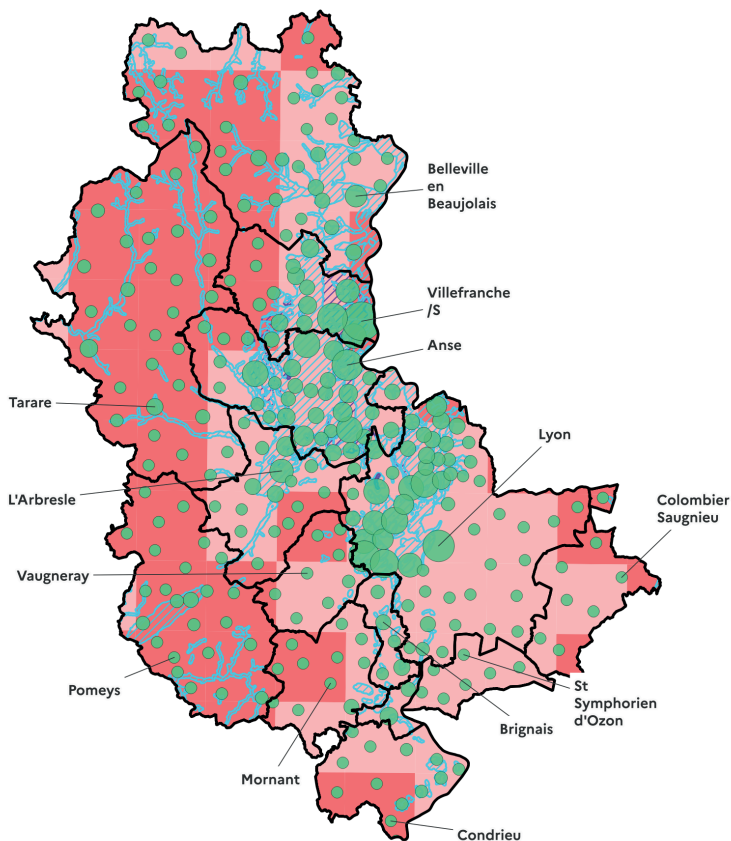 Belleville
en
Beaujolais
Villefranche
/S
Anse
Tarare
Lyon
L'Arbresle
Colombier
Saugnieu
Vaugneray
Pomeys
St
Symphorien
d'Ozon
Brignais
Mornant
Condrieu